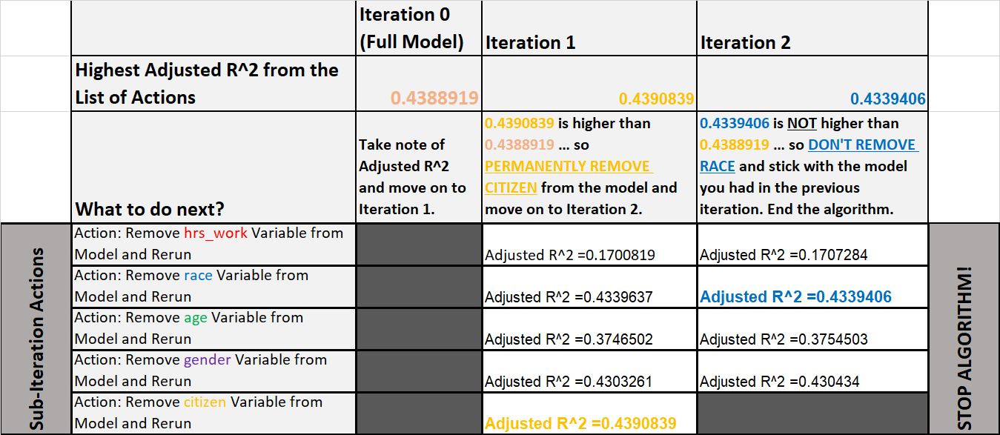 Iteration 0
(Full Model)
Iteration 1
Iteration 2
Highest Adjusted R^2 from the
List of Actions
0.4388919
0.4390839
0.4339406
What to do next?
Take note of
Adjusted R^2
and move on to
Iteration 1.
0.4390839 is higher than
0.4388919 ... so
PERMANENTLY REMOVE
CITIZEN from the model and
move on to Iteration 2.
0.4339406 is NOT higher than
0.4388919 ... so DON'T REMOVE
RACE and stick with the model
you had in the previous
iteration. End the algorithm.
Sub-Iteration Actions
Action: Remove hrs_work Variable from
Model and Rerun
Adjusted R^2 =0.1700819
Adjusted R^2 =0.1707284
Action: Remove race Variable from
Model and Rerun
Adjusted R^2 =0.4339637
Adjusted R^2 =0.4339406
Action: Remove age Variable from
Model and Rerun
Adjusted R^2 =0.3746502
Adjusted R^2 =0.3754503
Action: Remove gender Variable from
Model and Rerun
Adjusted R^2 =0.4303261
Adjusted R^2 =0.430434
Action: Remove citizen Variable from
Model and Rerun
Adjusted R^2 =0.4390839
STOP ALGORITHM!